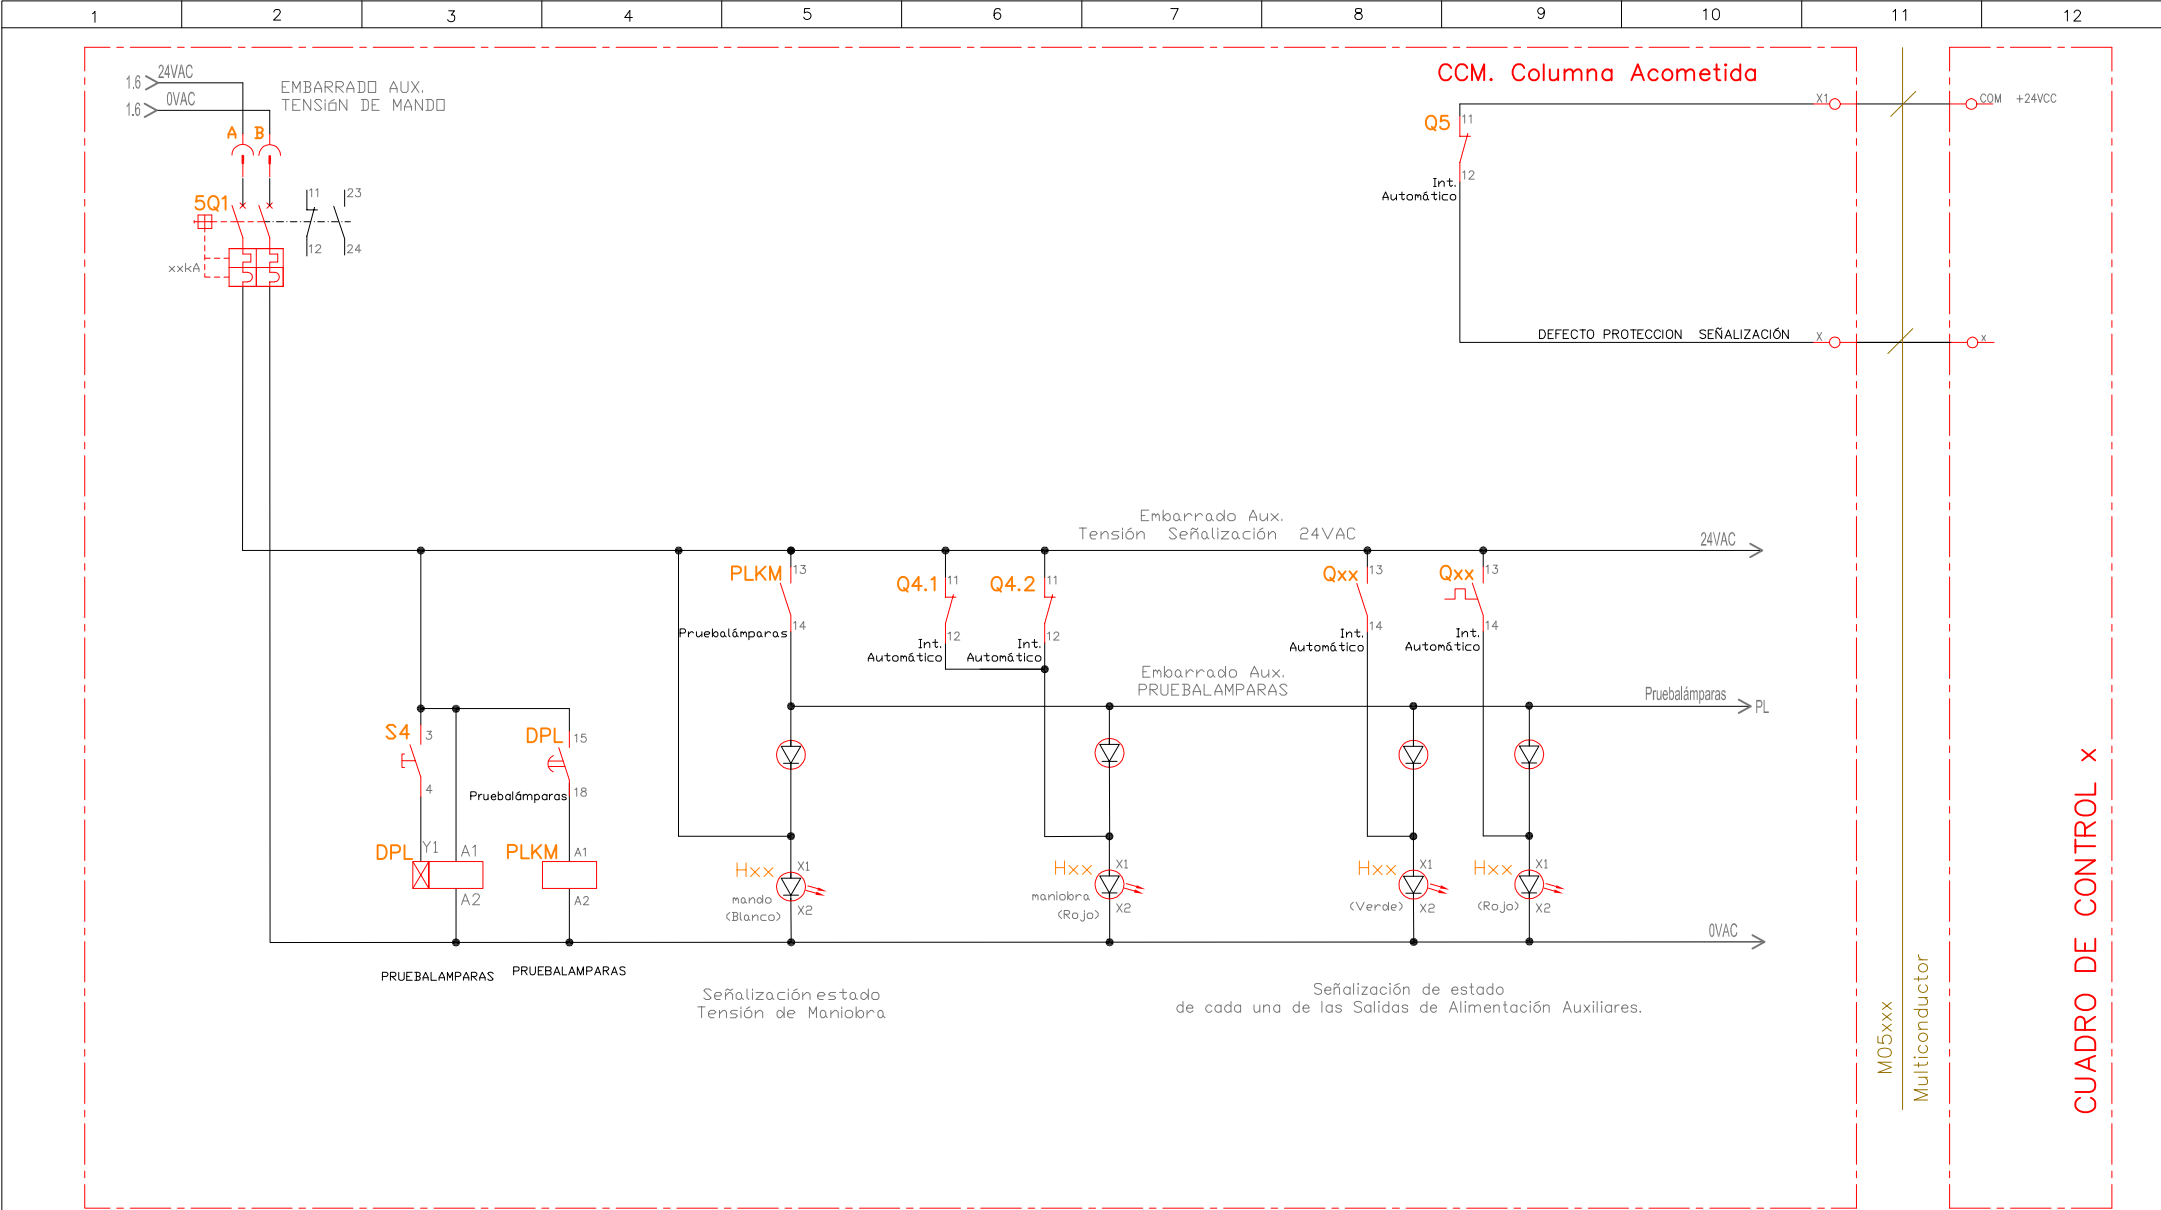 1 2 3 4 5 6 7 8 9 10 11 12
CCM. Columna Acometida
1.6 24VAC
1.6 0VAC
EMBARRADO AUX.
TENSIóN DE MANDO
A B
5Q1
11 23
12 24
xxkA
X1
COM +24VCC
Q5 11
12
Int.
Automático
DEFECTO PROTECCION SEÑALIZACIÓN
X
x
Embarrado Aux.
Tensión Señalización 24VAC
24VAC
PLKM 13
14
Pruebalámparas
Q4.1 11
12
Int.
Automático
Q4.2 11
12
Int.
Automático
Qxx 13
14
Int.
Automático
Qxx 13
14
Int.
Automático
Embarrado Aux.
PRUEBALAMPARAS
Pruebalámparas
PL
S4 3
4
DPL 15
18
Pruebalámparas
DPL Y1 A1
A2
PLKM A1
A2
Hxx X1
X2
mando
(Blanco)
Hxx X1
X2
maniobra
(Rojo)
Hxx X1
X2
(Verde)
Hxx X1
X2
(Rojo)
0VAC
PRUEBALAMPARAS
PRUEBALAMPARAS
Señalización estado
Tensión de Maniobra
Señalización de estado
de cada una de las Salidas de Alimentación Auxiliares.
M05xxx
Multiconductor
CUADRO DE CONTROL x